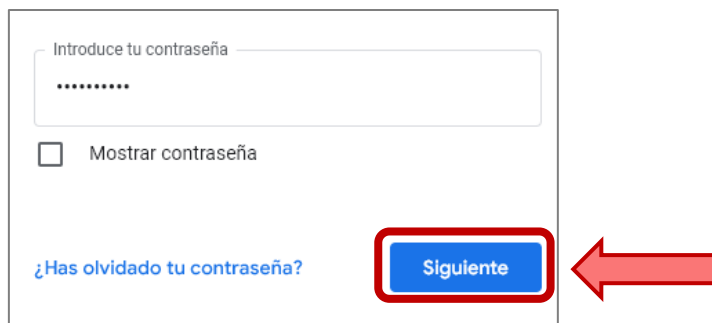 Introduce tu contraseña
••••••••••
Mostrar contraseña
¿Has olvidado tu contraseña?
Siguiente